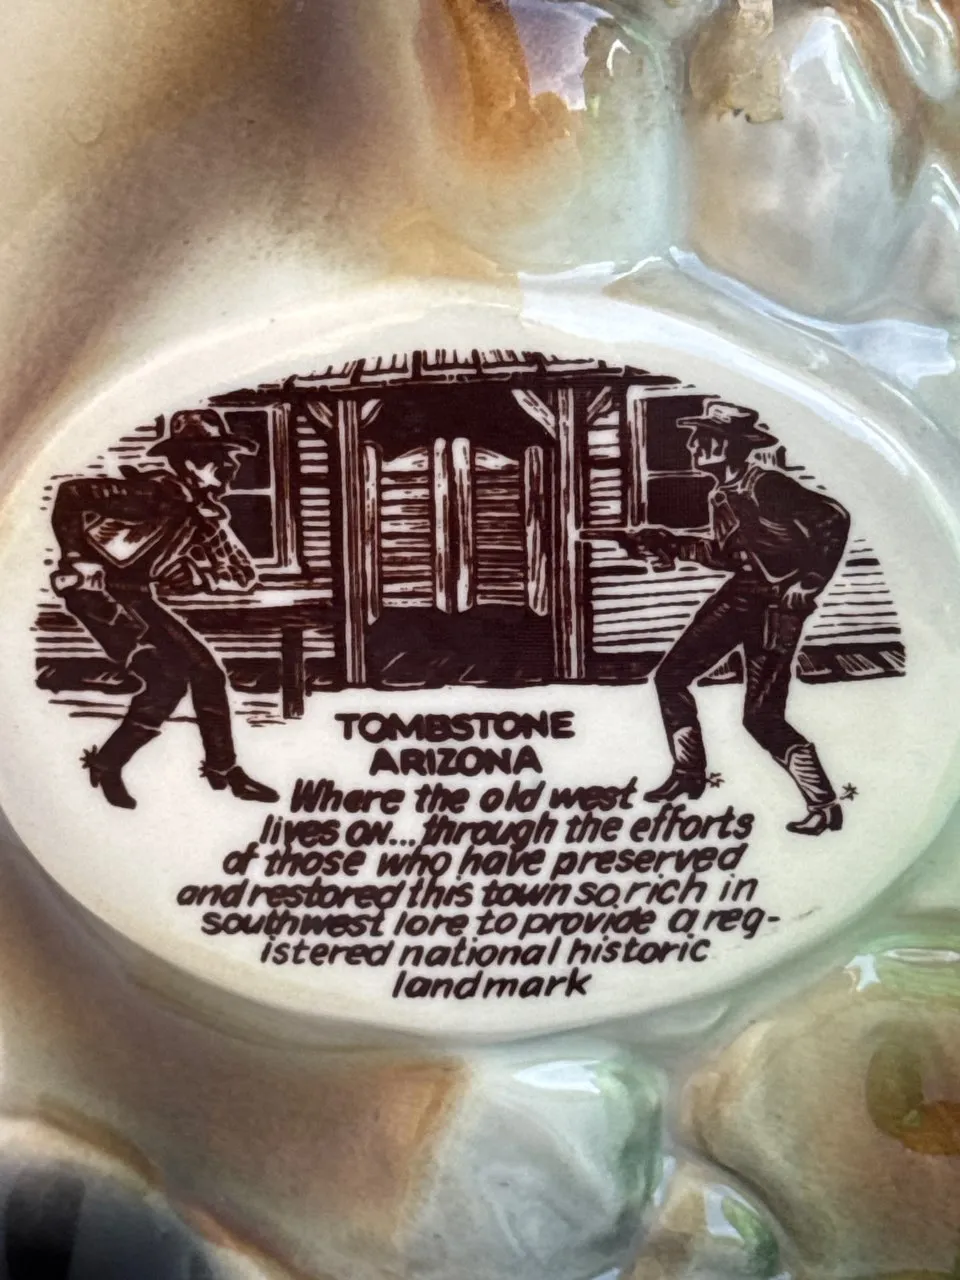 TOMBSTONE
ARIZONA
Where the old west
lives on...through the efforts
of those who have preserved
and restored this town so rich in
southwest lore to provide a reg-
istered national historic
landmark